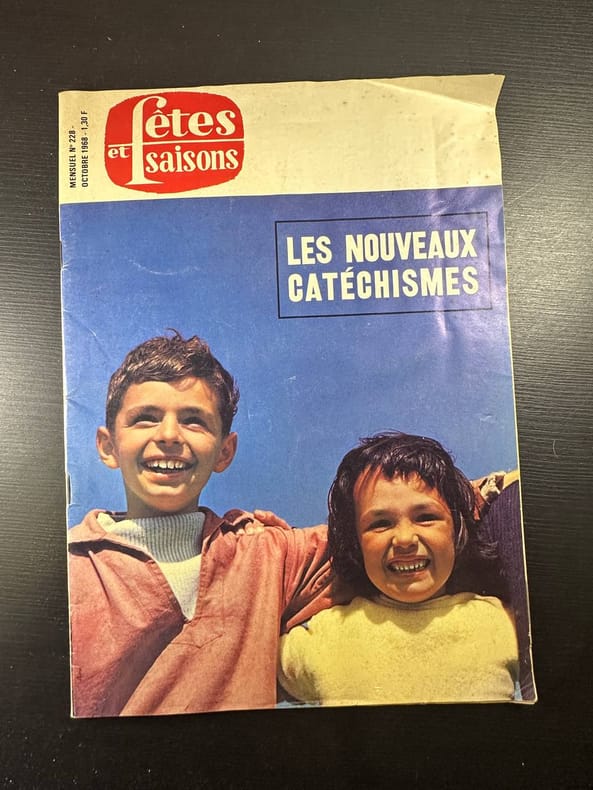 MENSUEL N° 228 -
OCTOBRE 1968 - 1,30 F
fêtes
et saisons
LES NOUVEAUX
CATÉCHISMES